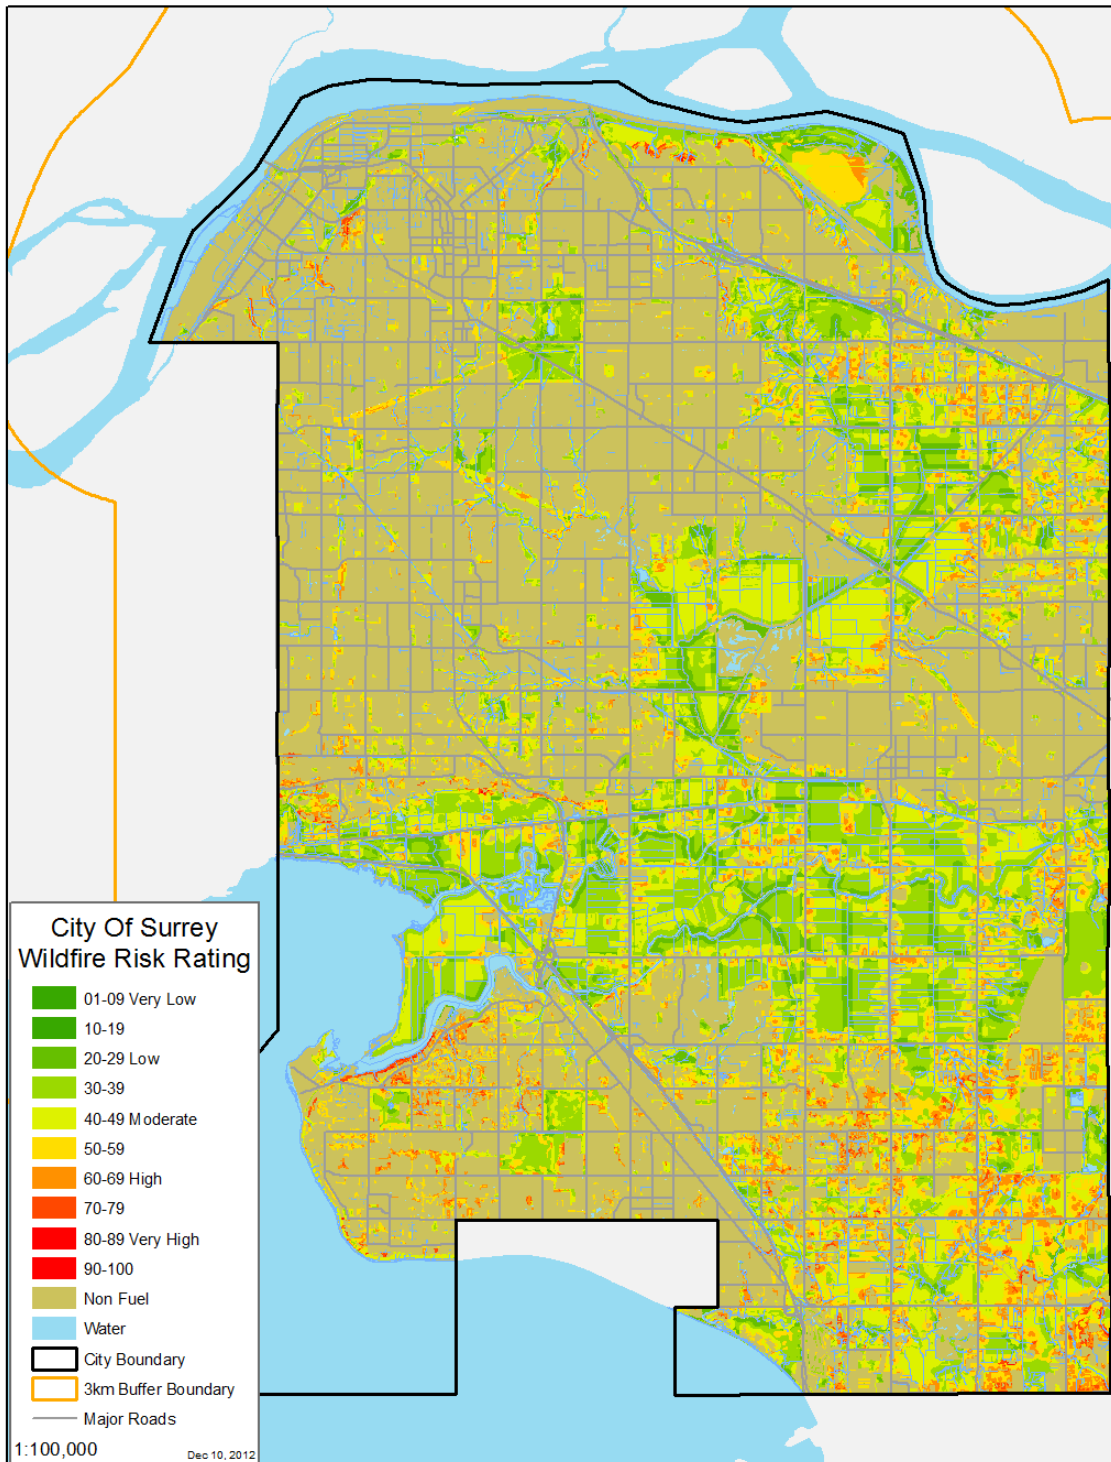 City Of Surrey
Wildfire Risk Rating
01-09 Very Low
10-19
20-29 Low
30-39
40-49 Moderate
50-59
60-69 High
70-79
80-89 Very High
90-100
Non Fuel
Water
City Boundary
3km Buffer Boundary
Major Roads
1:100,000
Dec 10, 2012